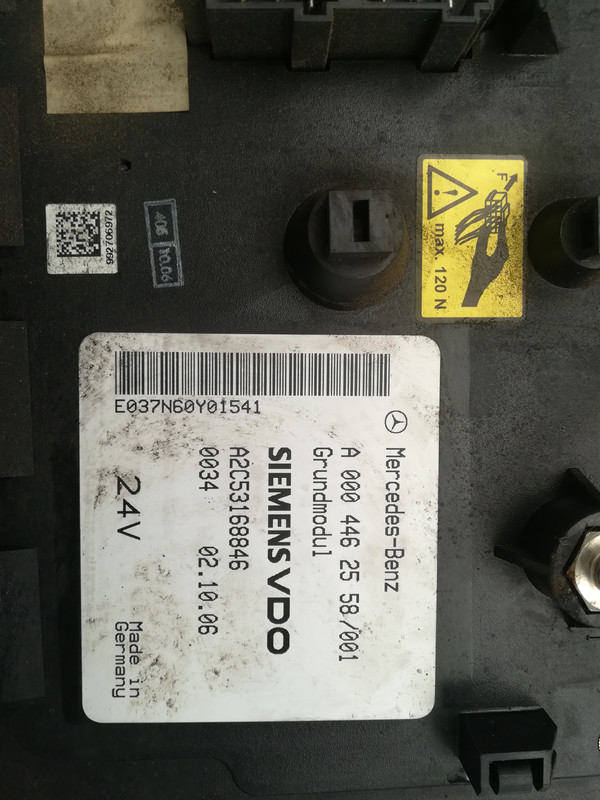 Mercedes-Benz
A 000 446 25 58/001
Grundmodul
SIEMENS VDO
A2C53168846
0034 02.10.06
24V
Made in
Germany
E037N60Y01541
F
max. 120 N
406 10.06